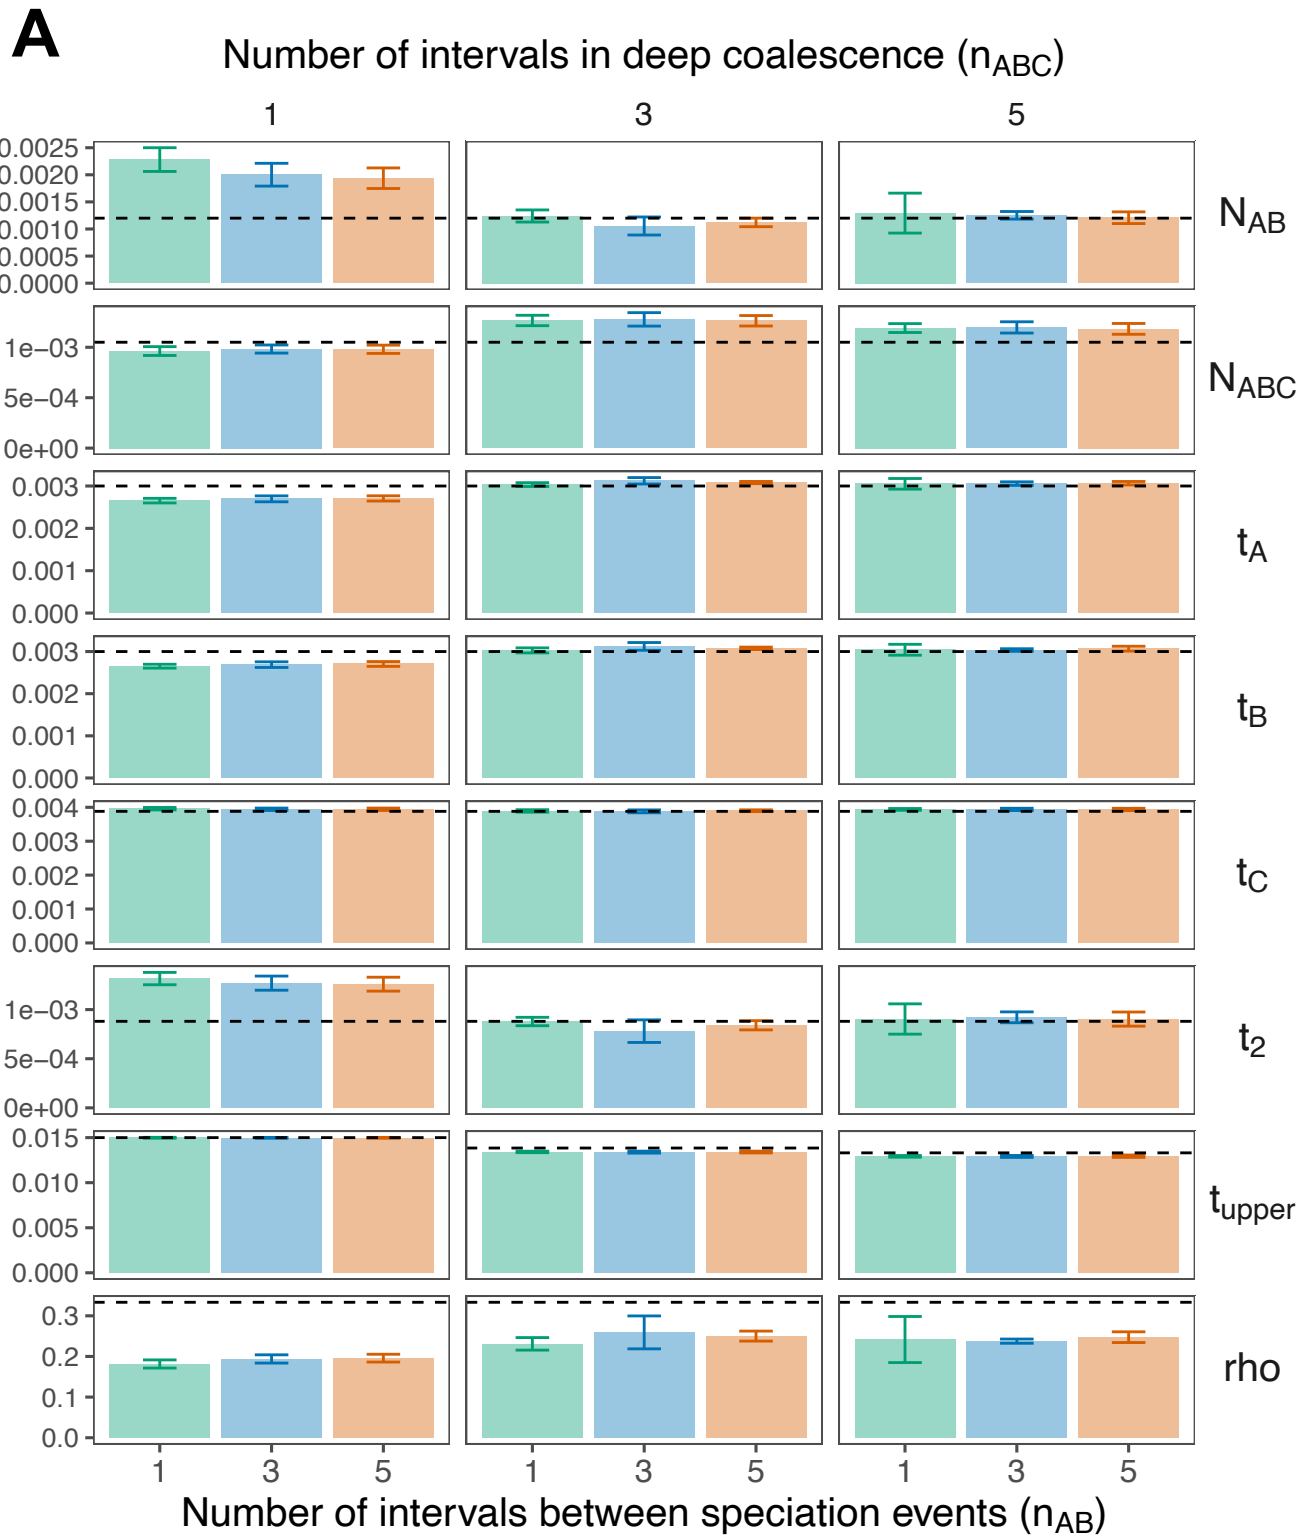 A
Number of intervals in deep coalescence (nABC)
1 3 5
0.0025
0.0020
0.0015
0.0010
0.0005
0.0000
NAB
1e−03
5e−04
0e+00
NABC
0.003
0.002
0.001
0.000
tA
0.003
0.002
0.001
0.000
tB
0.004
0.003
0.002
0.001
0.000
tC
1e−03
5e−04
0e+00
t2
0.015
0.010
0.005
0.000
tupper
0.3
0.2
0.1
0.0
rho
1 3 5 1 3 5 1 3 5
Number of intervals between speciation events (nAB)